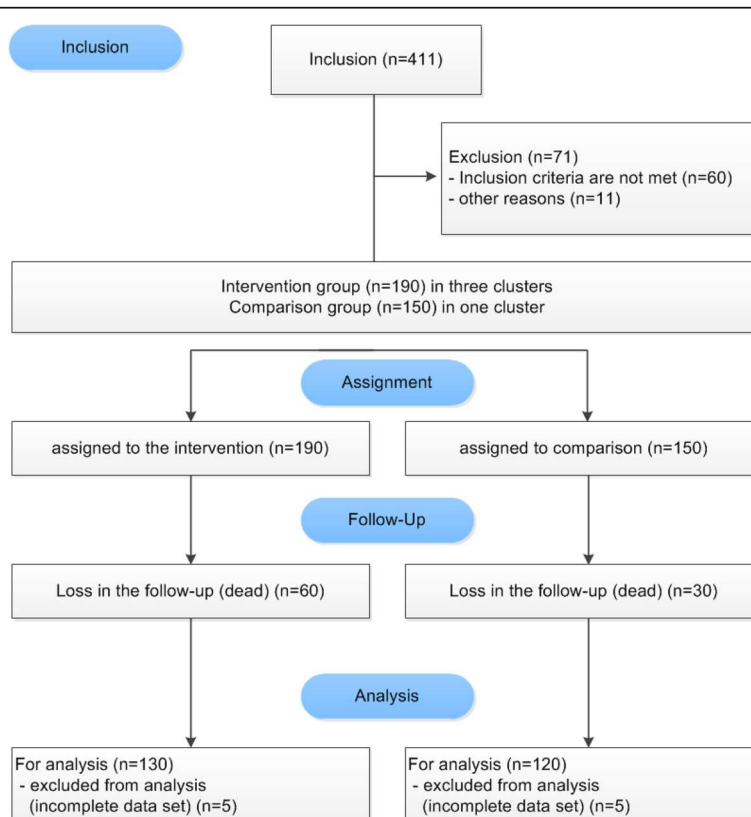 Inclusion
Inclusion (n=411)
Exclusion (n=71)
- Inclusion criteria are not met (n=60)
- other reasons (n=11)
Intervention group (n=190) in three clusters
Comparison group (n=150) in one cluster
Assignment
assigned to the intervention (n=190)
assigned to comparison (n=150)
Follow-Up
Loss in the follow-up (dead) (n=60)
Loss in the follow-up (dead) (n=30)
Analysis
For analysis (n=130)
- excluded from analysis
(incomplete data set) (n=5)
For analysis (n=120)
- excluded from analysis
(incomplete data set) (n=5)